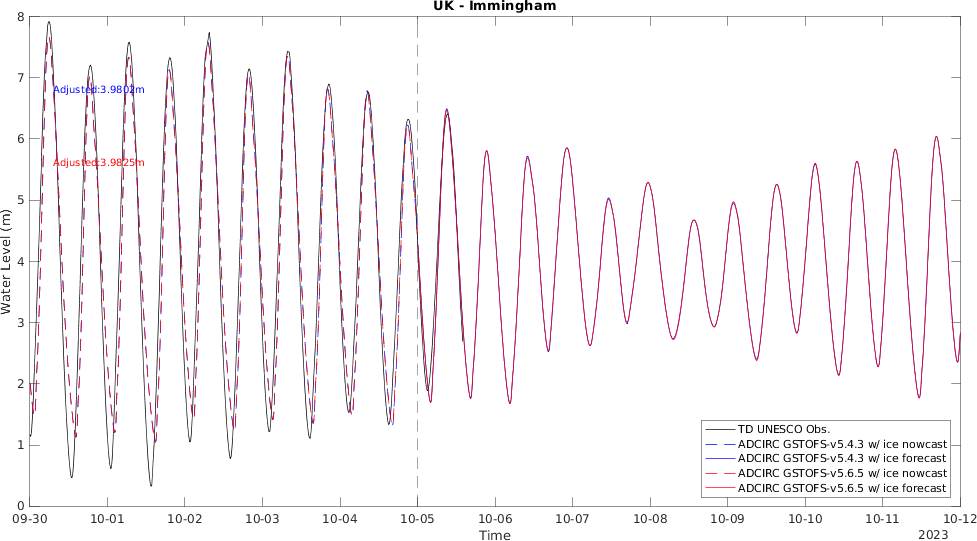 UK - Immingham
8
7
6
5
4
3
2
1
0
Water Level (m)
Adjusted:3.9802m
Adjusted:3.9825m
TD UNESCO Obs.
ADCIRC GSTOFS-v5.4.3 w/ ice nowcast
ADCIRC GSTOFS-v5.4.3 w/ ice forecast
ADCIRC GSTOFS-v5.6.5 w/ ice nowcast
ADCIRC GSTOFS-v5.6.5 w/ ice forecast
09-30 10-01 10-02 10-03 10-04 10-05 10-06 10-07 10-08 10-09 10-10 10-11 10-12
Time
2023